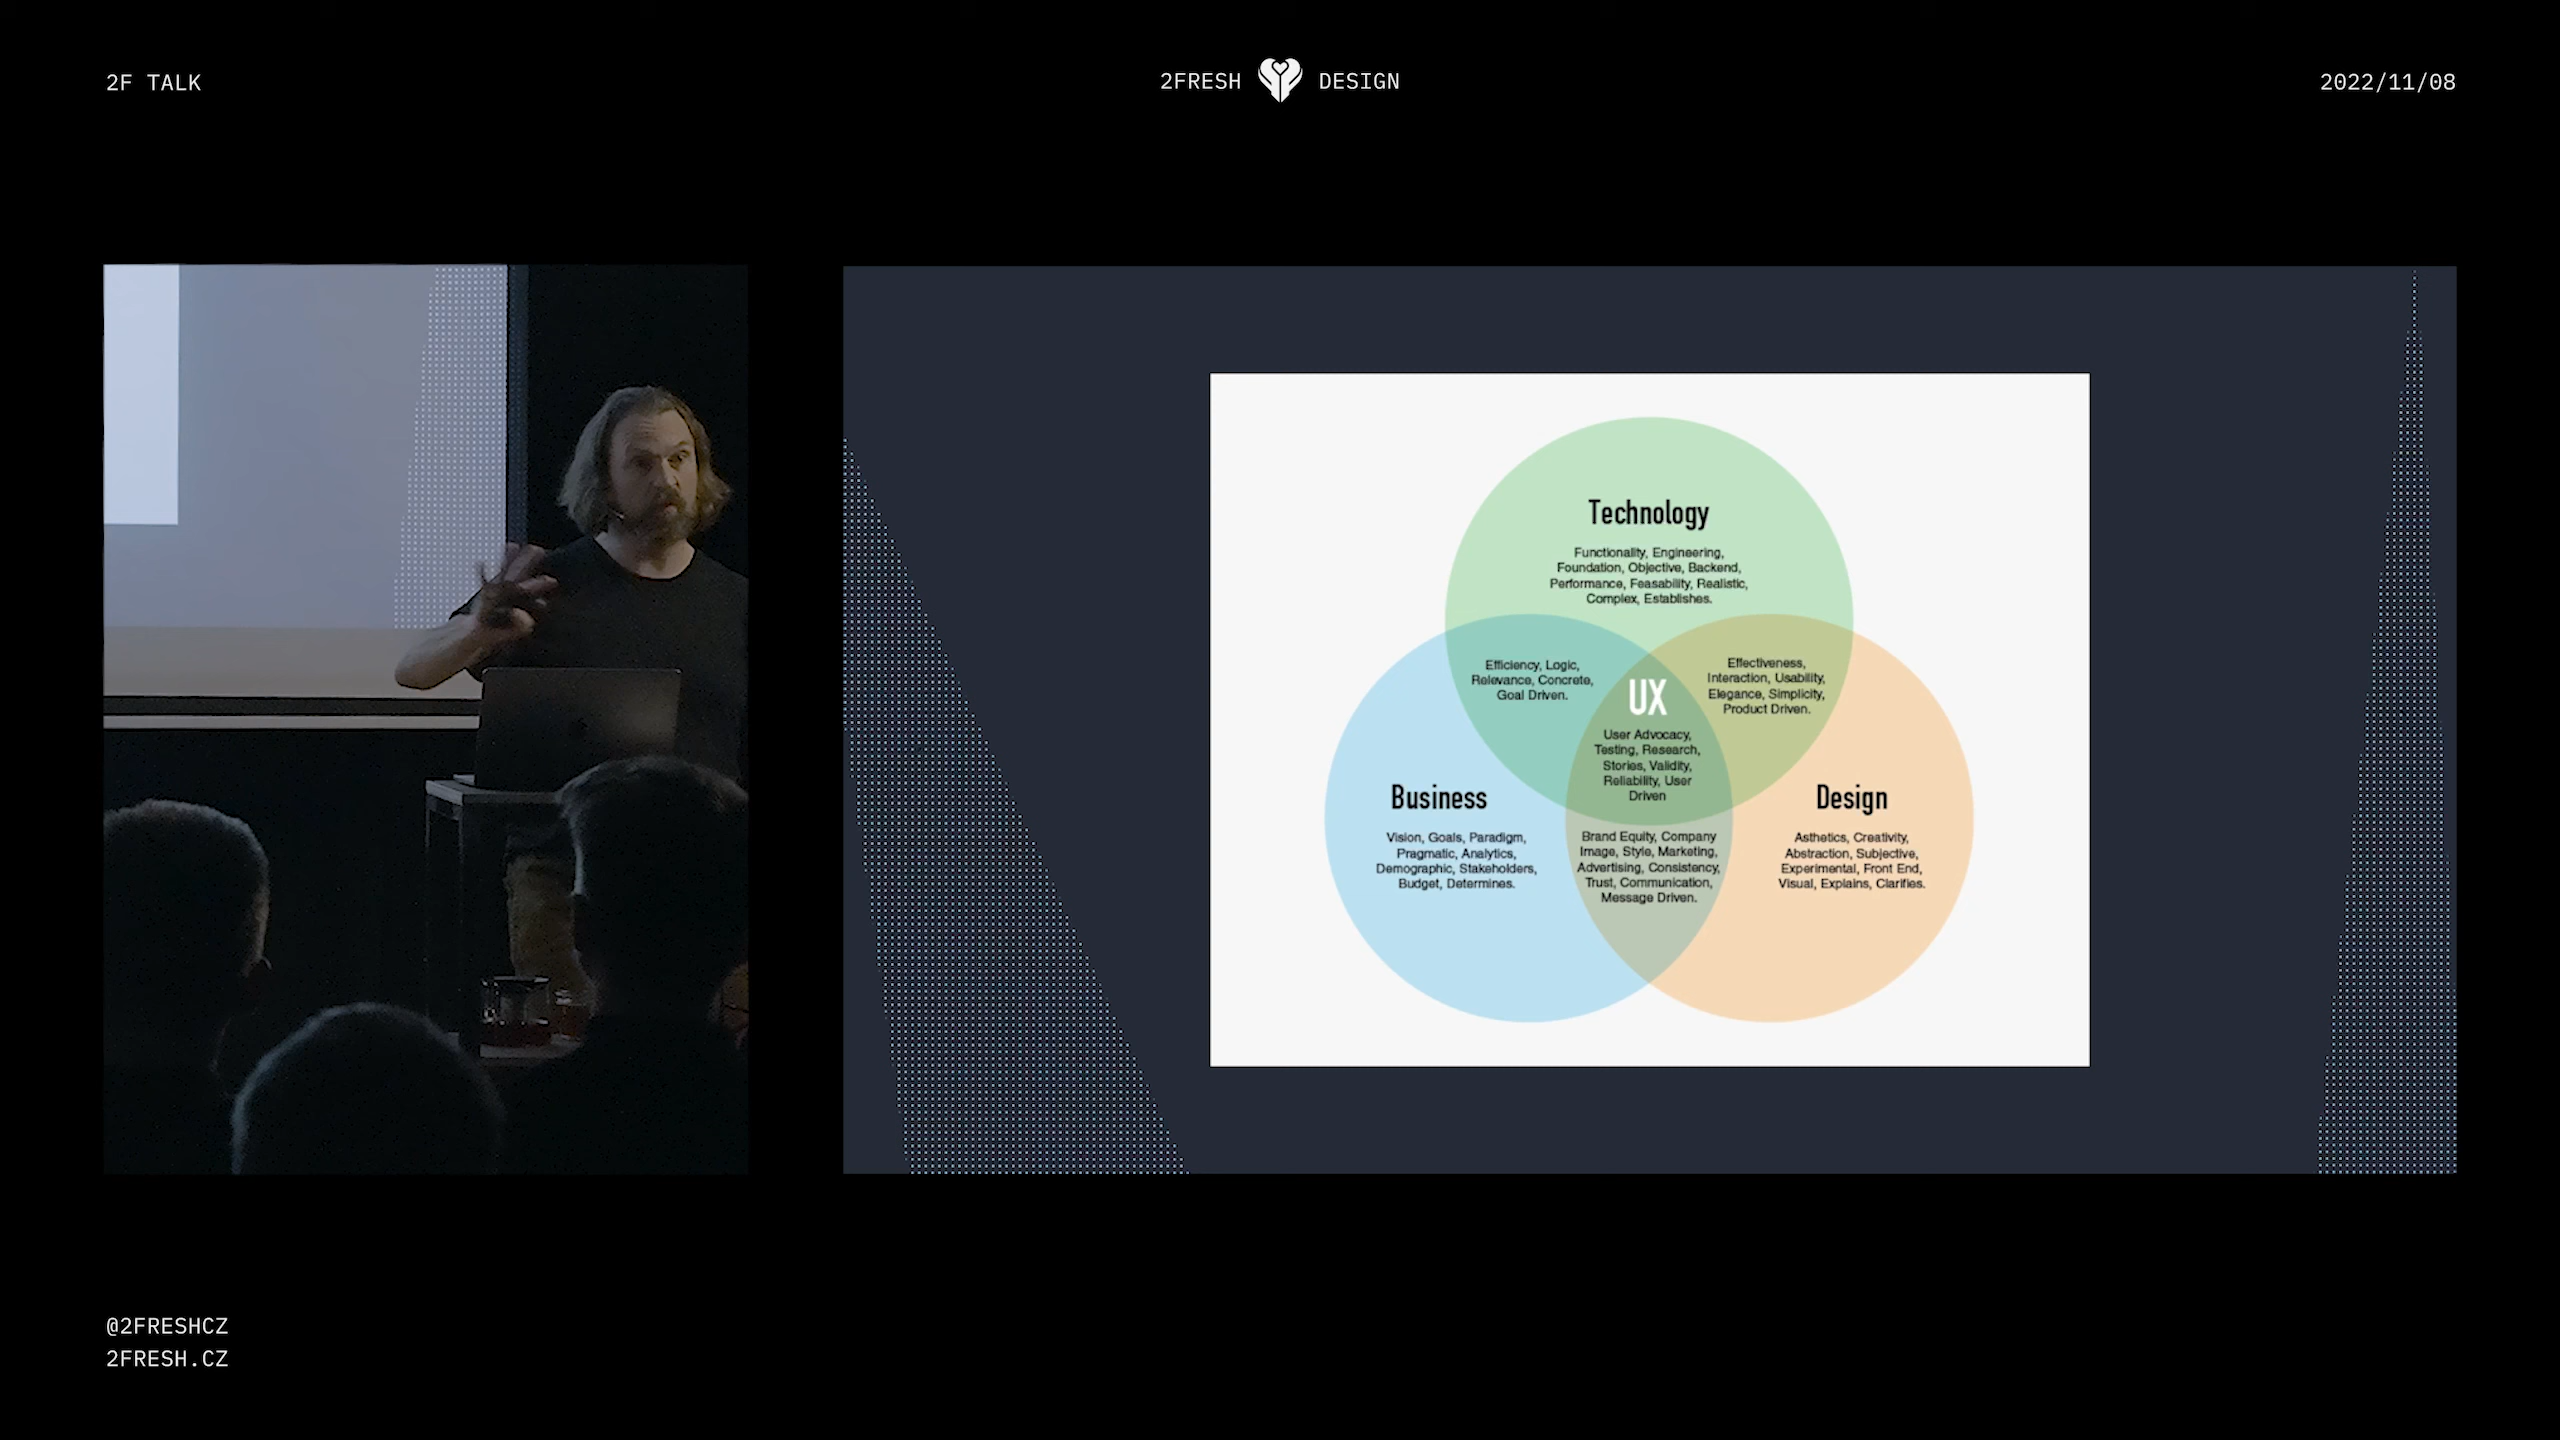 2F TALK
2FRESH DESIGN
2022/11/08
Technology
Functionality, Engineering,
Foundation, Objective, Backend,
Performance, Feasability, Realistic,
Complex, Establishes.
Efficiency, Logic,
Relevance, Concrete,
Goal Driven.
Effectiveness,
Interaction, Usability,
Elegance, Simplicity,
Product Driven.
UX
User Advocacy,
Testing, Research,
Stories, Validity,
Reliability, User
Driven
Business
Vision, Goals, Paradigm,
Pragmatic, Analytics,
Demographic, Stakeholders,
Budget, Determines.
Brand Equity, Company
Image, Style, Marketing,
Advertising, Consistency,
Trust, Communication,
Message Driven.
Design
Asthetics, Creativity,
Abstraction, Subjective,
Experimental, Front End,
Visual, Explains, Clarifies.
@2FRESHCZ
2FRESH.CZ